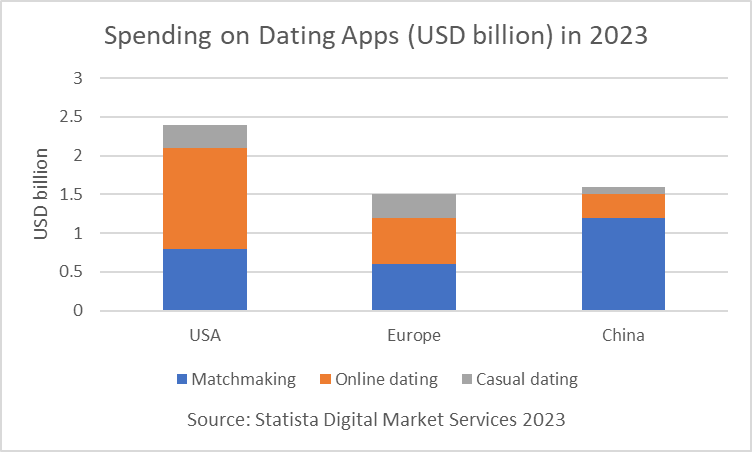 Spending on Dating Apps (USD billion) in 2023
3
2.5
2
1.5
1
0.5
0
USD billion
USA Europe China
Matchmaking Online dating Casual dating
Source: Statista Digital Market Services 2023